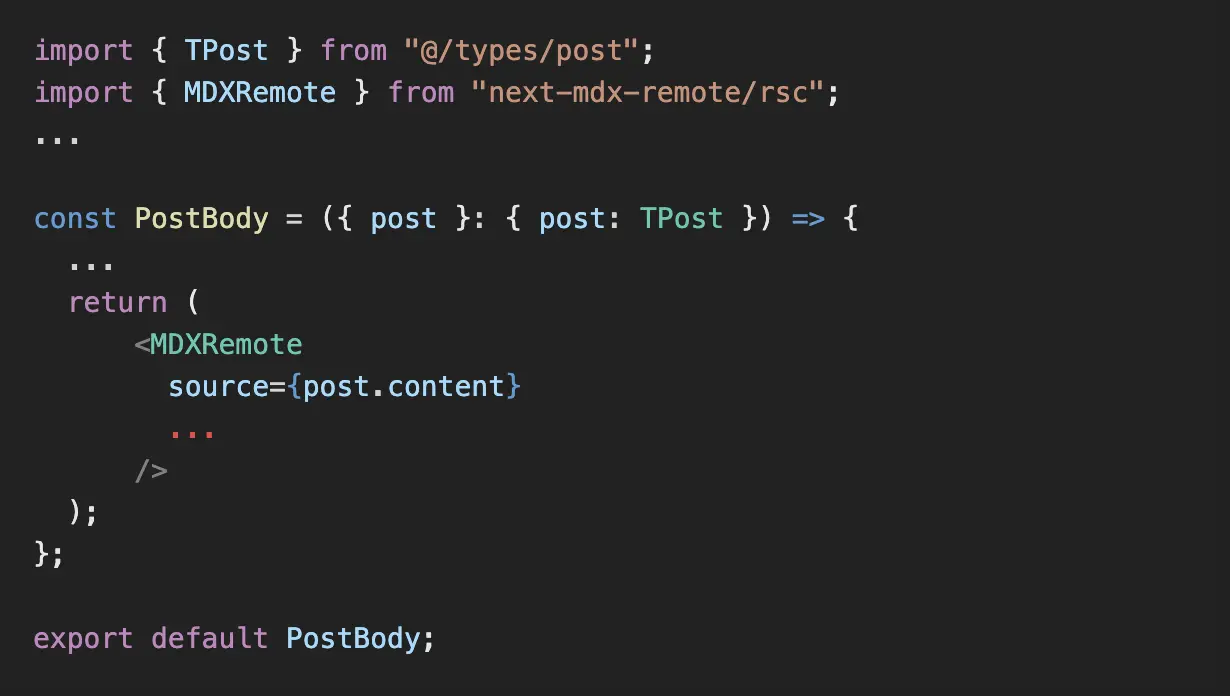 import { TPost } from "@/types/post";
import { MDXRemote } from "next-mdx-remote/rsc";
...
const PostBody = ({ post }: { post: TPost }) => {
...
return (
<MDXRemote
source={post.content}
...
/>
);
};
export default PostBody;